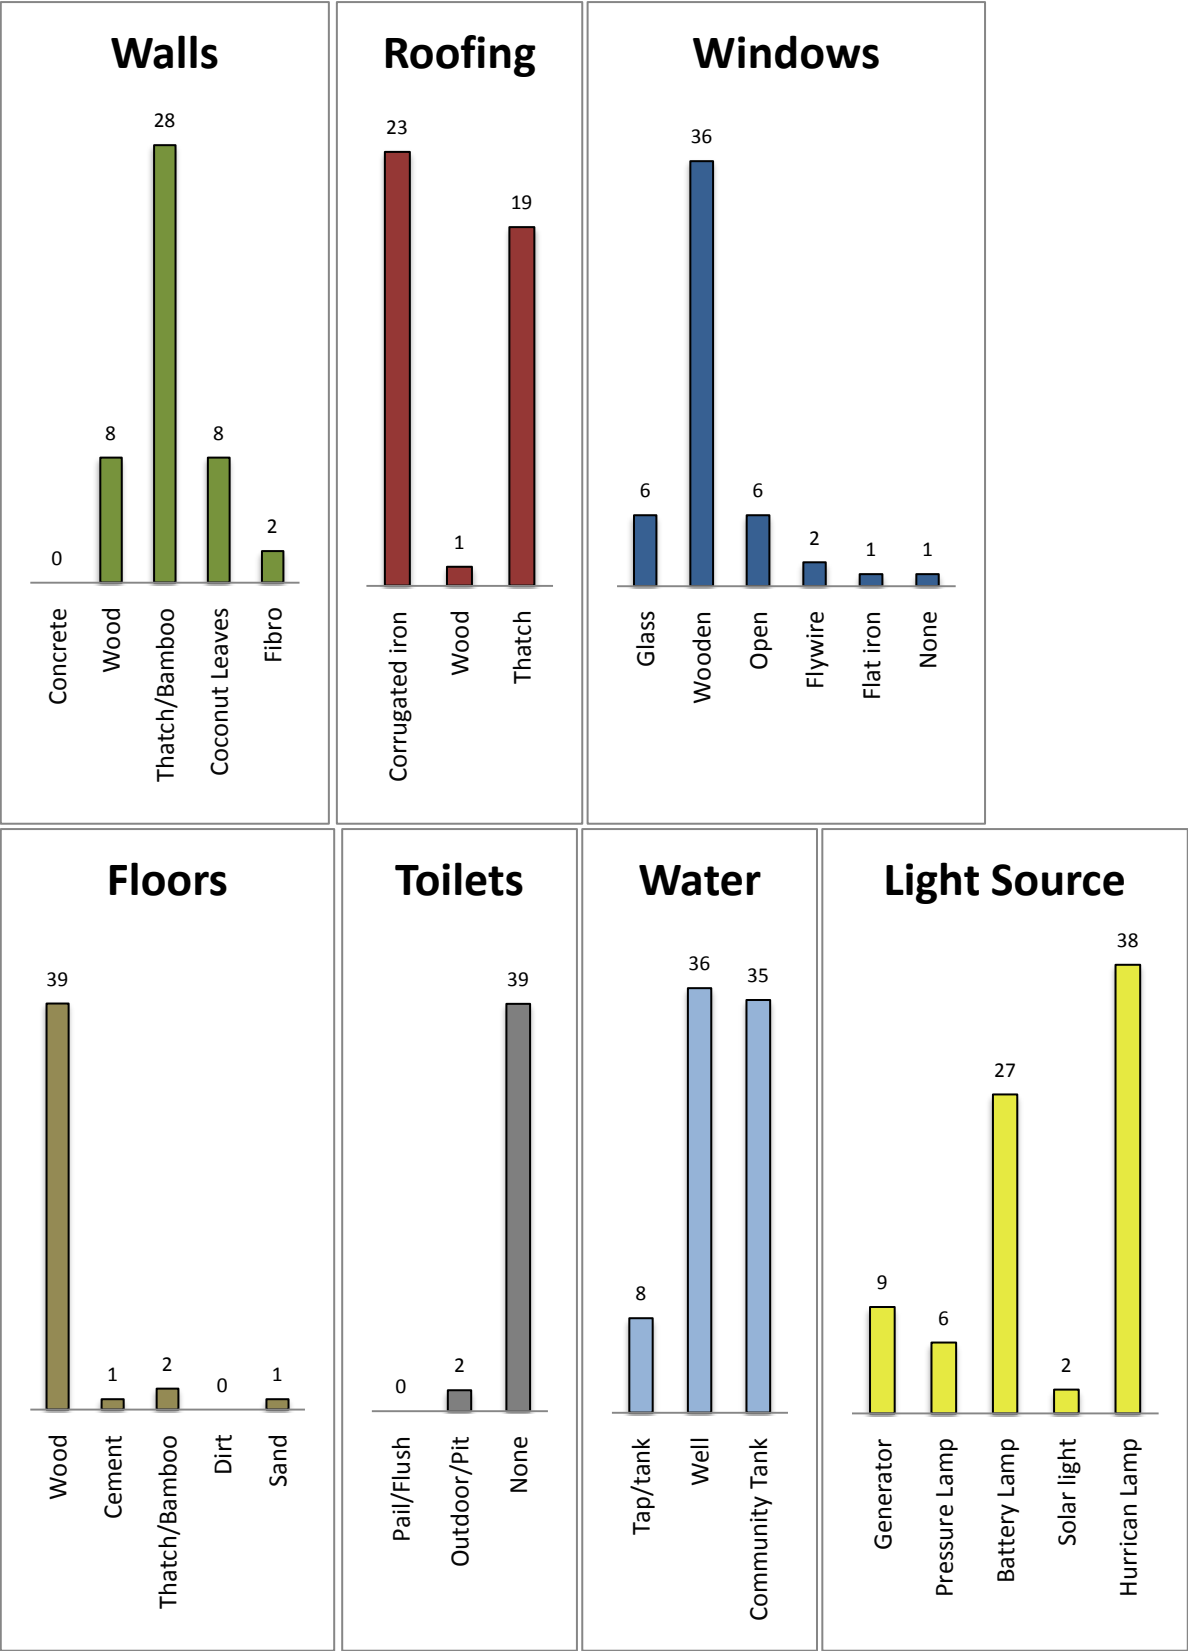 Walls
28
8
8
2
0
Concrete
Wood
Thatch/Bamboo
Coconut Leaves
Fibro
Roofing
23
19
1
Corrugated iron
Wood
Thatch
Windows
36
6
6
2
1
1
Glass
Wooden
Open
Flywire
Flat iron
None
Floors
39
1
2
0
1
Wood
Cement
Thatch/Bamboo
Dirt
Sand
Toilets
39
2
0
Pail/Flush
Outdoor/Pit
None
Water
36
35
8
Tap/tank
Well
Community Tank
Light Source
38
27
9
6
2
Generator
Pressure Lamp
Battery Lamp
Solar light
Hurrican Lamp